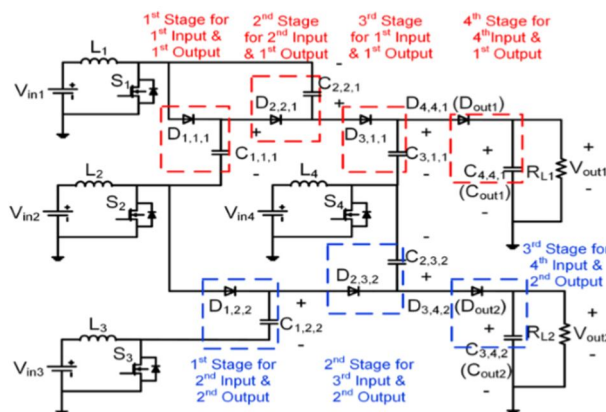 1st Stage for
1st Input &
1st Output
2nd Stage
for 2nd Input
& 1st Output
3rd Stage
for 1st Input
& 1st Output
4th Stage for
4th Input &
1st Output
L1
S1
Vin1
-
C2,2,1
+
D2,2,1
D1,1,1
+
C1,1,1
-
D3,1,1
+
C3,1,1
-
D4,4,1 (Dout1)
+
C4,4,1
(Cout1)
-
RL1
+
Vout1
-
L2
S2
Vin2
L4
S4
Vin4
-
C2,3,2
+
D2,3,2
D1,2,2
+
C1,2,2
-
D3,4,2 (Dout2)
3rd Stage for
4th Input &
2nd Output
+
C3,4,2
(Cout2)
-
RL2
+
Vout2
-
L3
S3
Vin3
1st Stage for
2nd Input &
2nd Output
2nd Stage for
3rd Input &
2nd Output